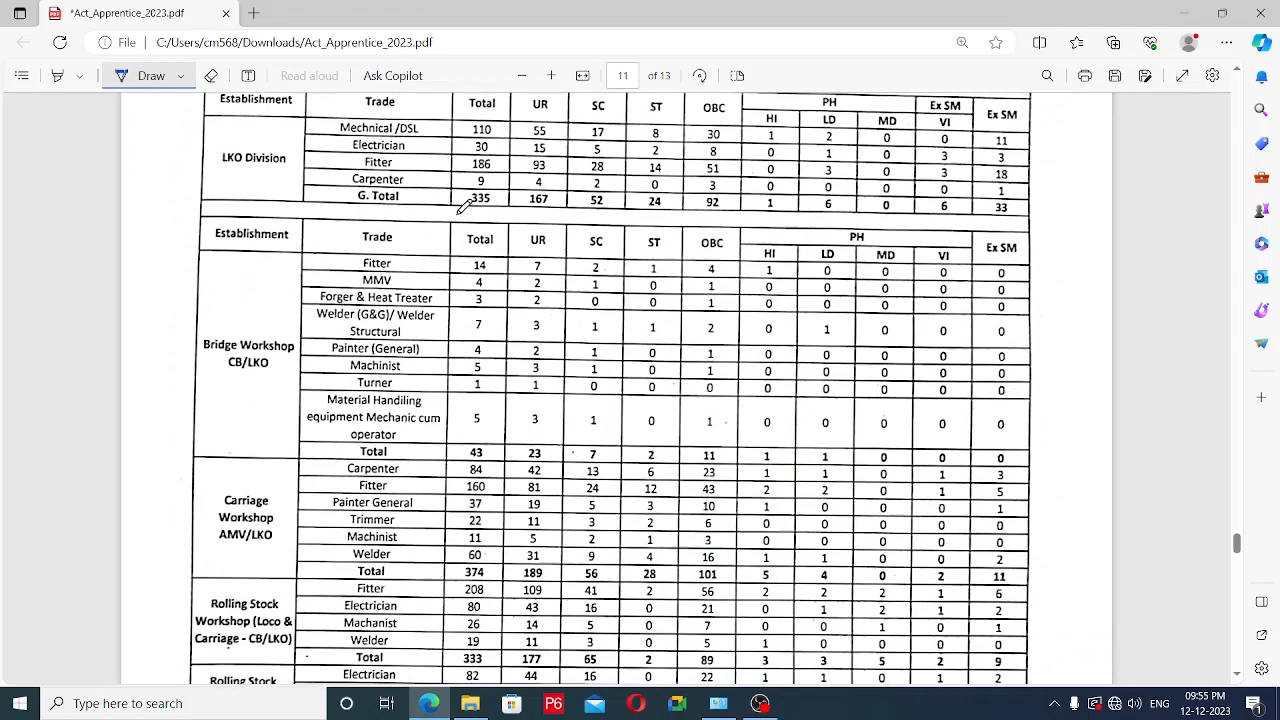 *Act_Apprentice_2023.pdf
File C:/Users/cm568/Downloads/Act_Apprentice_2023.pdf
Draw Read aloud Ask Copilot 11 of 13
Establishment Trade Total UR SC ST OBC PH Ex SM Ex SM
HI LD MD VI
LKO Division
Mechnical /DSL 110 55 17 8 30 1 2 0 0 11
Electrician 30 15 5 2 8 0 1 0 3 3
Fitter 186 93 28 14 51 0 3 0 3 18
Carpenter 9 4 2 0 3 0 0 0 0 1
G. Total 335 167 52 24 92 1 6 0 6 33
Establishment Trade Total UR SC ST OBC PH Ex SM
HI LD MD VI
Bridge Workshop
CB/LKO
Fitter 14 7 2 1 4 1 0 0 0 0
MMV 4 2 1 0 1 0 0 0 0 0
Forger & Heat Treater 3 2 0 0 1 0 0 0 0 0
Welder (G&G)/ Welder
Structural 7 3 1 1 2 0 1 0 0 0
Painter (General) 4 2 1 0 1 0 0 0 0 0
Machinist 5 3 1 0 1 0 0 0 0 0
Turner 1 1 0 0 0 0 0 0 0 0
Material Handiling
equipment Mechanic cum
operator 5 3 1 0 1 0 0 0 0 0
Total 43 23 7 2 11 1 1 0 0 0
Carriage
Workshop
AMV/LKO
Carpenter 84 42 13 6 23 1 1 0 1 3
Fitter 160 81 24 12 43 2 2 0 1 5
Painter General 37 19 5 3 10 1 0 0 0 1
Trimmer 22 11 3 2 6 0 0 0 0 0
Machinist 11 5 2 1 3 0 0 0 0 0
Welder 60 31 9 4 16 1 1 0 0 2
Total 374 189 56 28 101 5 4 0 2 11
Rolling Stock
Workshop (Loco &
Carriage - CB/LKO)
Fitter 208 109 41 2 56 2 2 2 1 6
Electrician 80 43 16 0 21 0 1 2 1 2
Machanist 26 14 5 0 7 0 0 1 0 1
Welder 19 11 3 0 5 1 0 0 0 0
Total 333 177 65 2 89 3 3 5 2 9
Rolling Stock
Electrician 82 44 16 0 22 1 1 0 1 2
Type here to search
P6
09:55 PM
12-12-2023
1